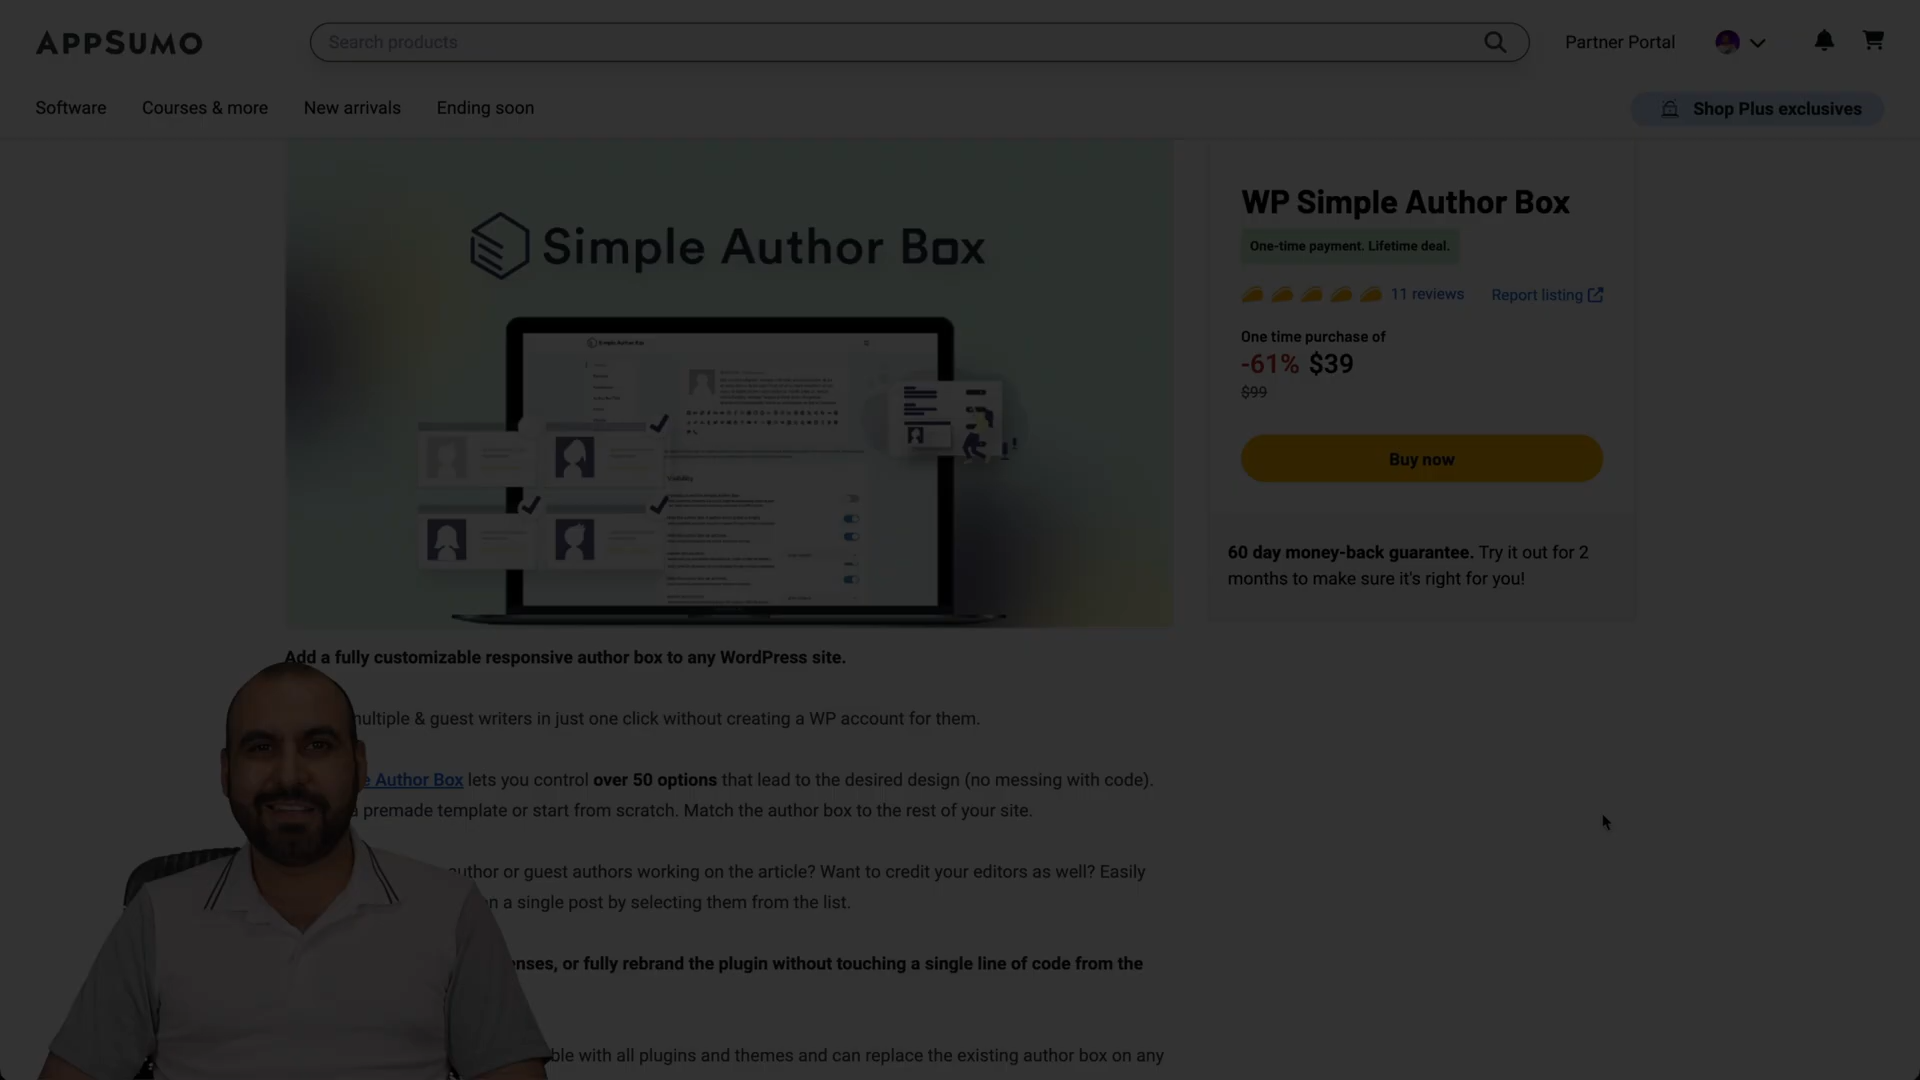 APPSUMO
Search products
Partner Portal
Software
Courses & more
New arrivals
Ending soon
Shop Plus exclusives
Simple Author Box
WP Simple Author Box
One-time payment. Lifetime deal.
11 reviews
Report listing
One time purchase of
-61% $39
$99
Buy now
60 day money-back guarantee. Try it out for 2
months to make sure it's right for you!
Simple Author Box
Add a fully customizable responsive author box to any WordPress site.
multiple & guest writers in just one click without creating a WP account for them.
Author Box lets you control over 50 options that lead to the desired design (no messing with code).
premade template or start from scratch. Match the author box to the rest of your site.
author or guest authors working on the article? Want to credit your editors as well? Easily
on a single post by selecting them from the list.
or fully rebrand the plugin without touching a single line of code from the
with all plugins and themes and can replace the existing author box on any